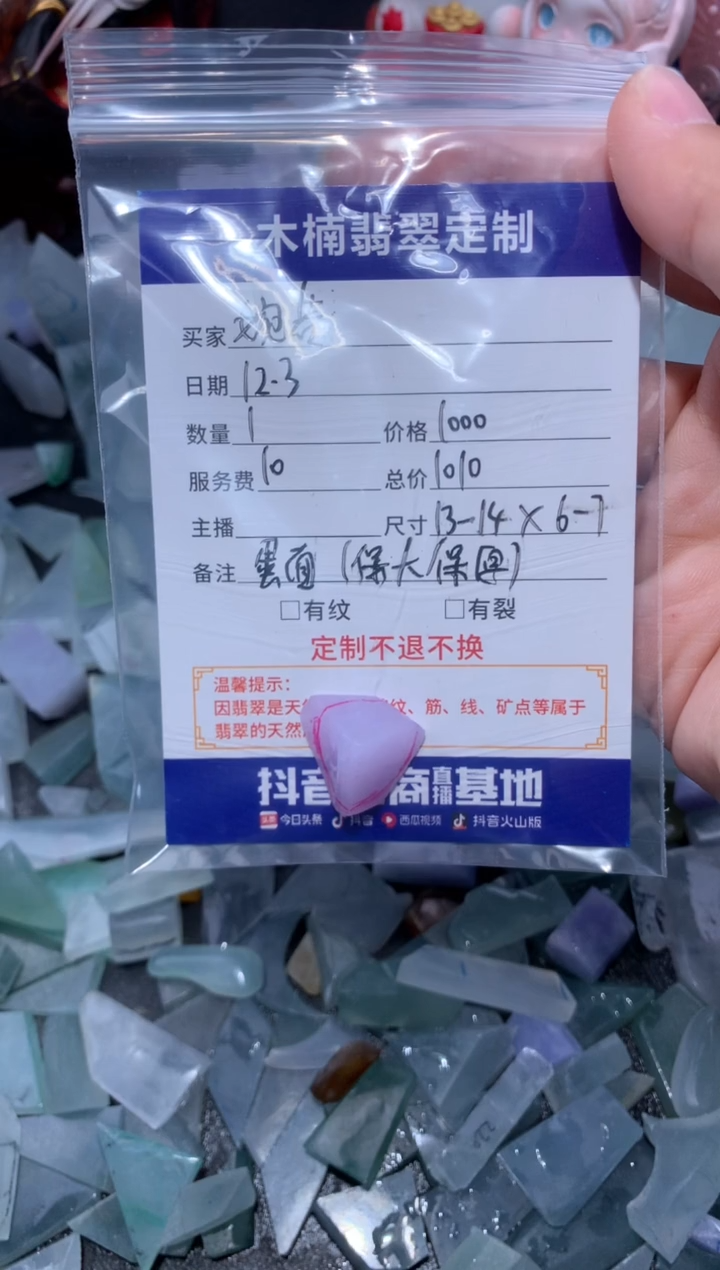 木楠翡翠定制
买家
日期 12.3
数量 1 价格 1000
服务费 10 总价 1010
主播 尺寸 13-14 X 6-7
备注 蛋面（保大/保圆）
□有纹 □有裂
定制不退不换
温馨提示：
因翡翠是天 纹、筋、线、矿点等属于
翡翠的天然
抖音 商直播基地
今日头条 抖音 西瓜视频 抖音火山版